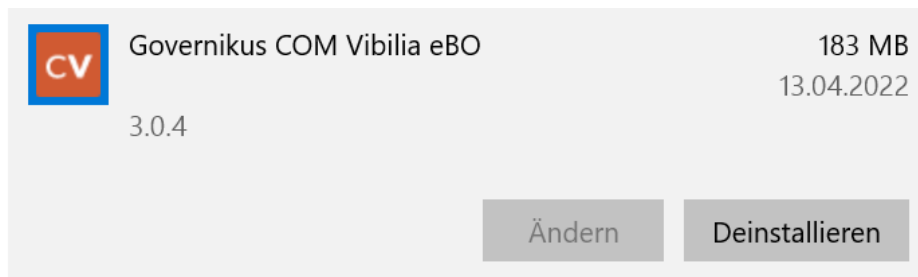 CV
Governikus COM Vibilia eBO
183 MB
13.04.2022
3.0.4
Ändern
Deinstallieren